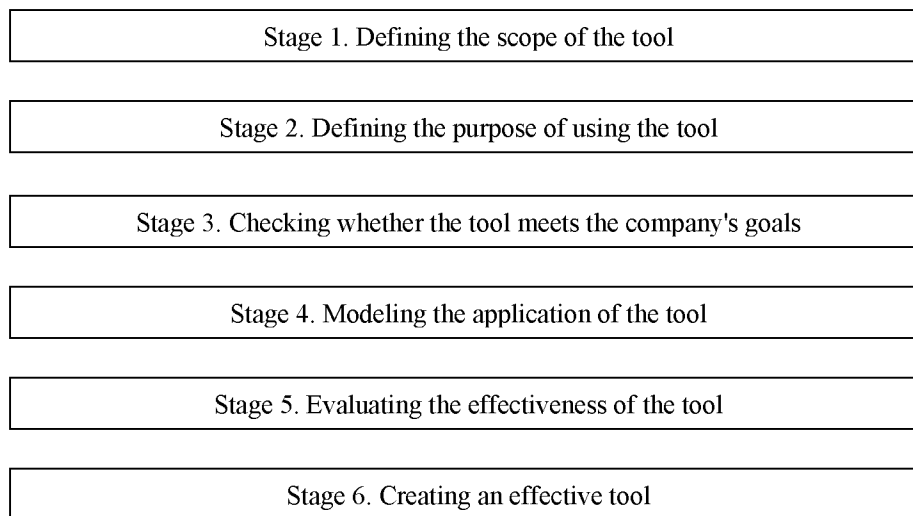 Stage 1. Defining the scope of the tool
Stage 2. Defining the purpose of using the tool
Stage 3. Checking whether the tool meets the company's goals
Stage 4. Modeling the application of the tool
Stage 5. Evaluating the effectiveness of the tool
Stage 6. Creating an effective tool